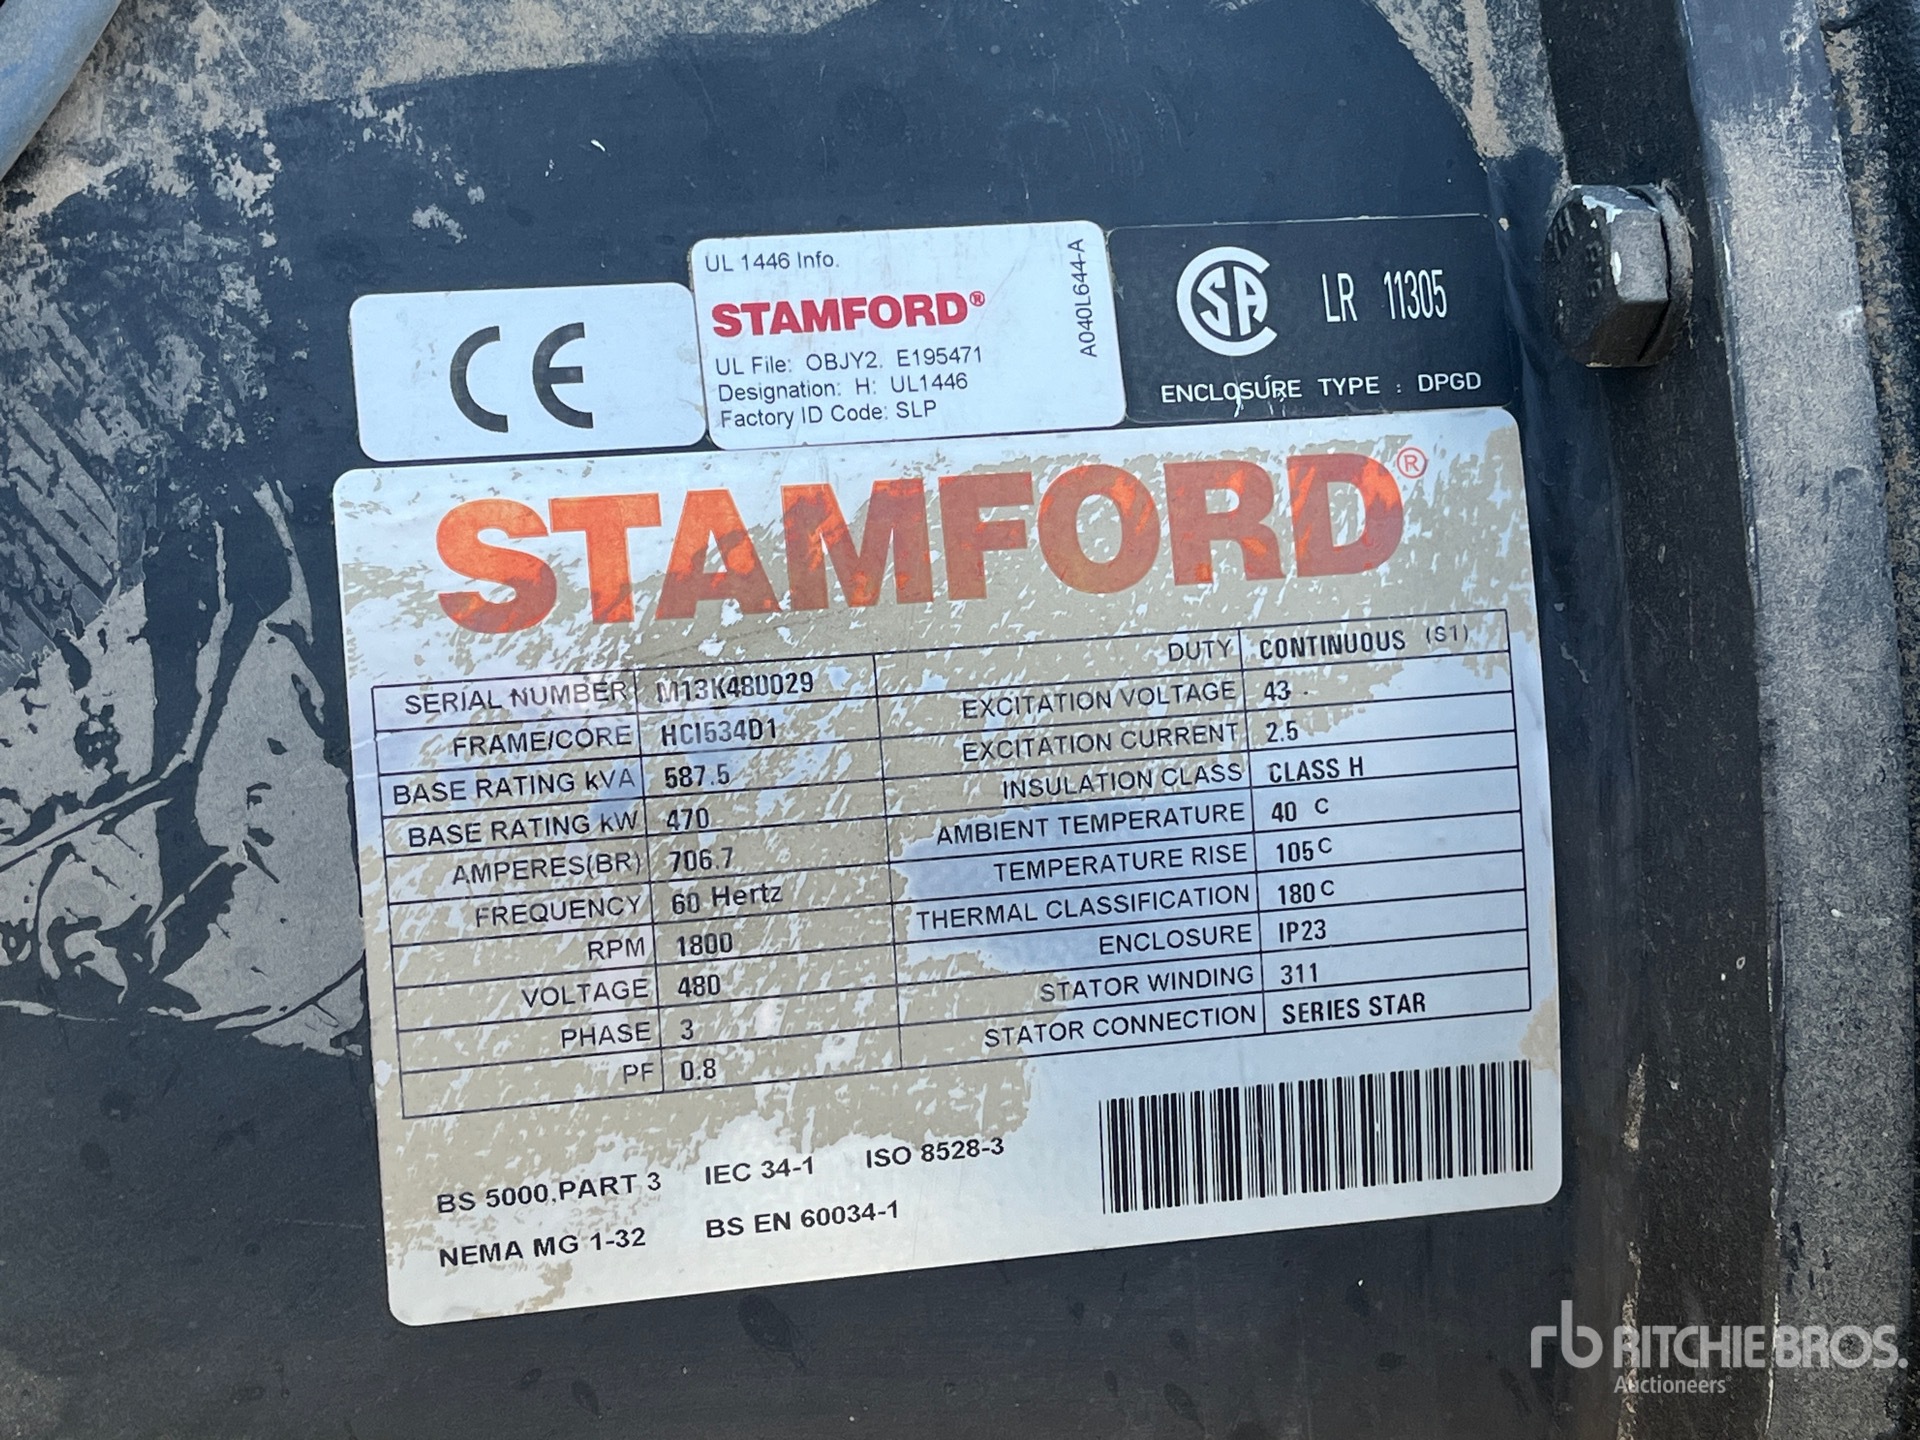 CE
UL 1446 Info.
STAMFORD®
UL File: OBJY2. E195471
Designation: H: UL1446
Factory ID Code: SLP
A040L644-A
LR 11305
ENCLOSURE TYPE : DPGD
STAMFORD®
SERIAL NUMBER M13K480029
FRAME/CORE HCI534D1
BASE RATING kVA 587.5
BASE RATING kW 470
AMPERES(BR) 706.7
FREQUENCY 60 Hertz
RPM 1800
VOLTAGE 480
PHASE 3
PF 0.8
DUTY CONTINUOUS (S1)
EXCITATION VOLTAGE 43
EXCITATION CURRENT 2.5
INSULATION CLASS CLASS H
AMBIENT TEMPERATURE 40 C
TEMPERATURE RISE 105 C
THERMAL CLASSIFICATION 180 C
ENCLOSURE IP23
STATOR WINDING 311
STATOR CONNECTION SERIES STAR
BS 5000,PART 3 IEC 34-1 ISO 8528-3
NEMA MG 1-32 BS EN 60034-1
rb RITCHIE BROS.
Auctioneers